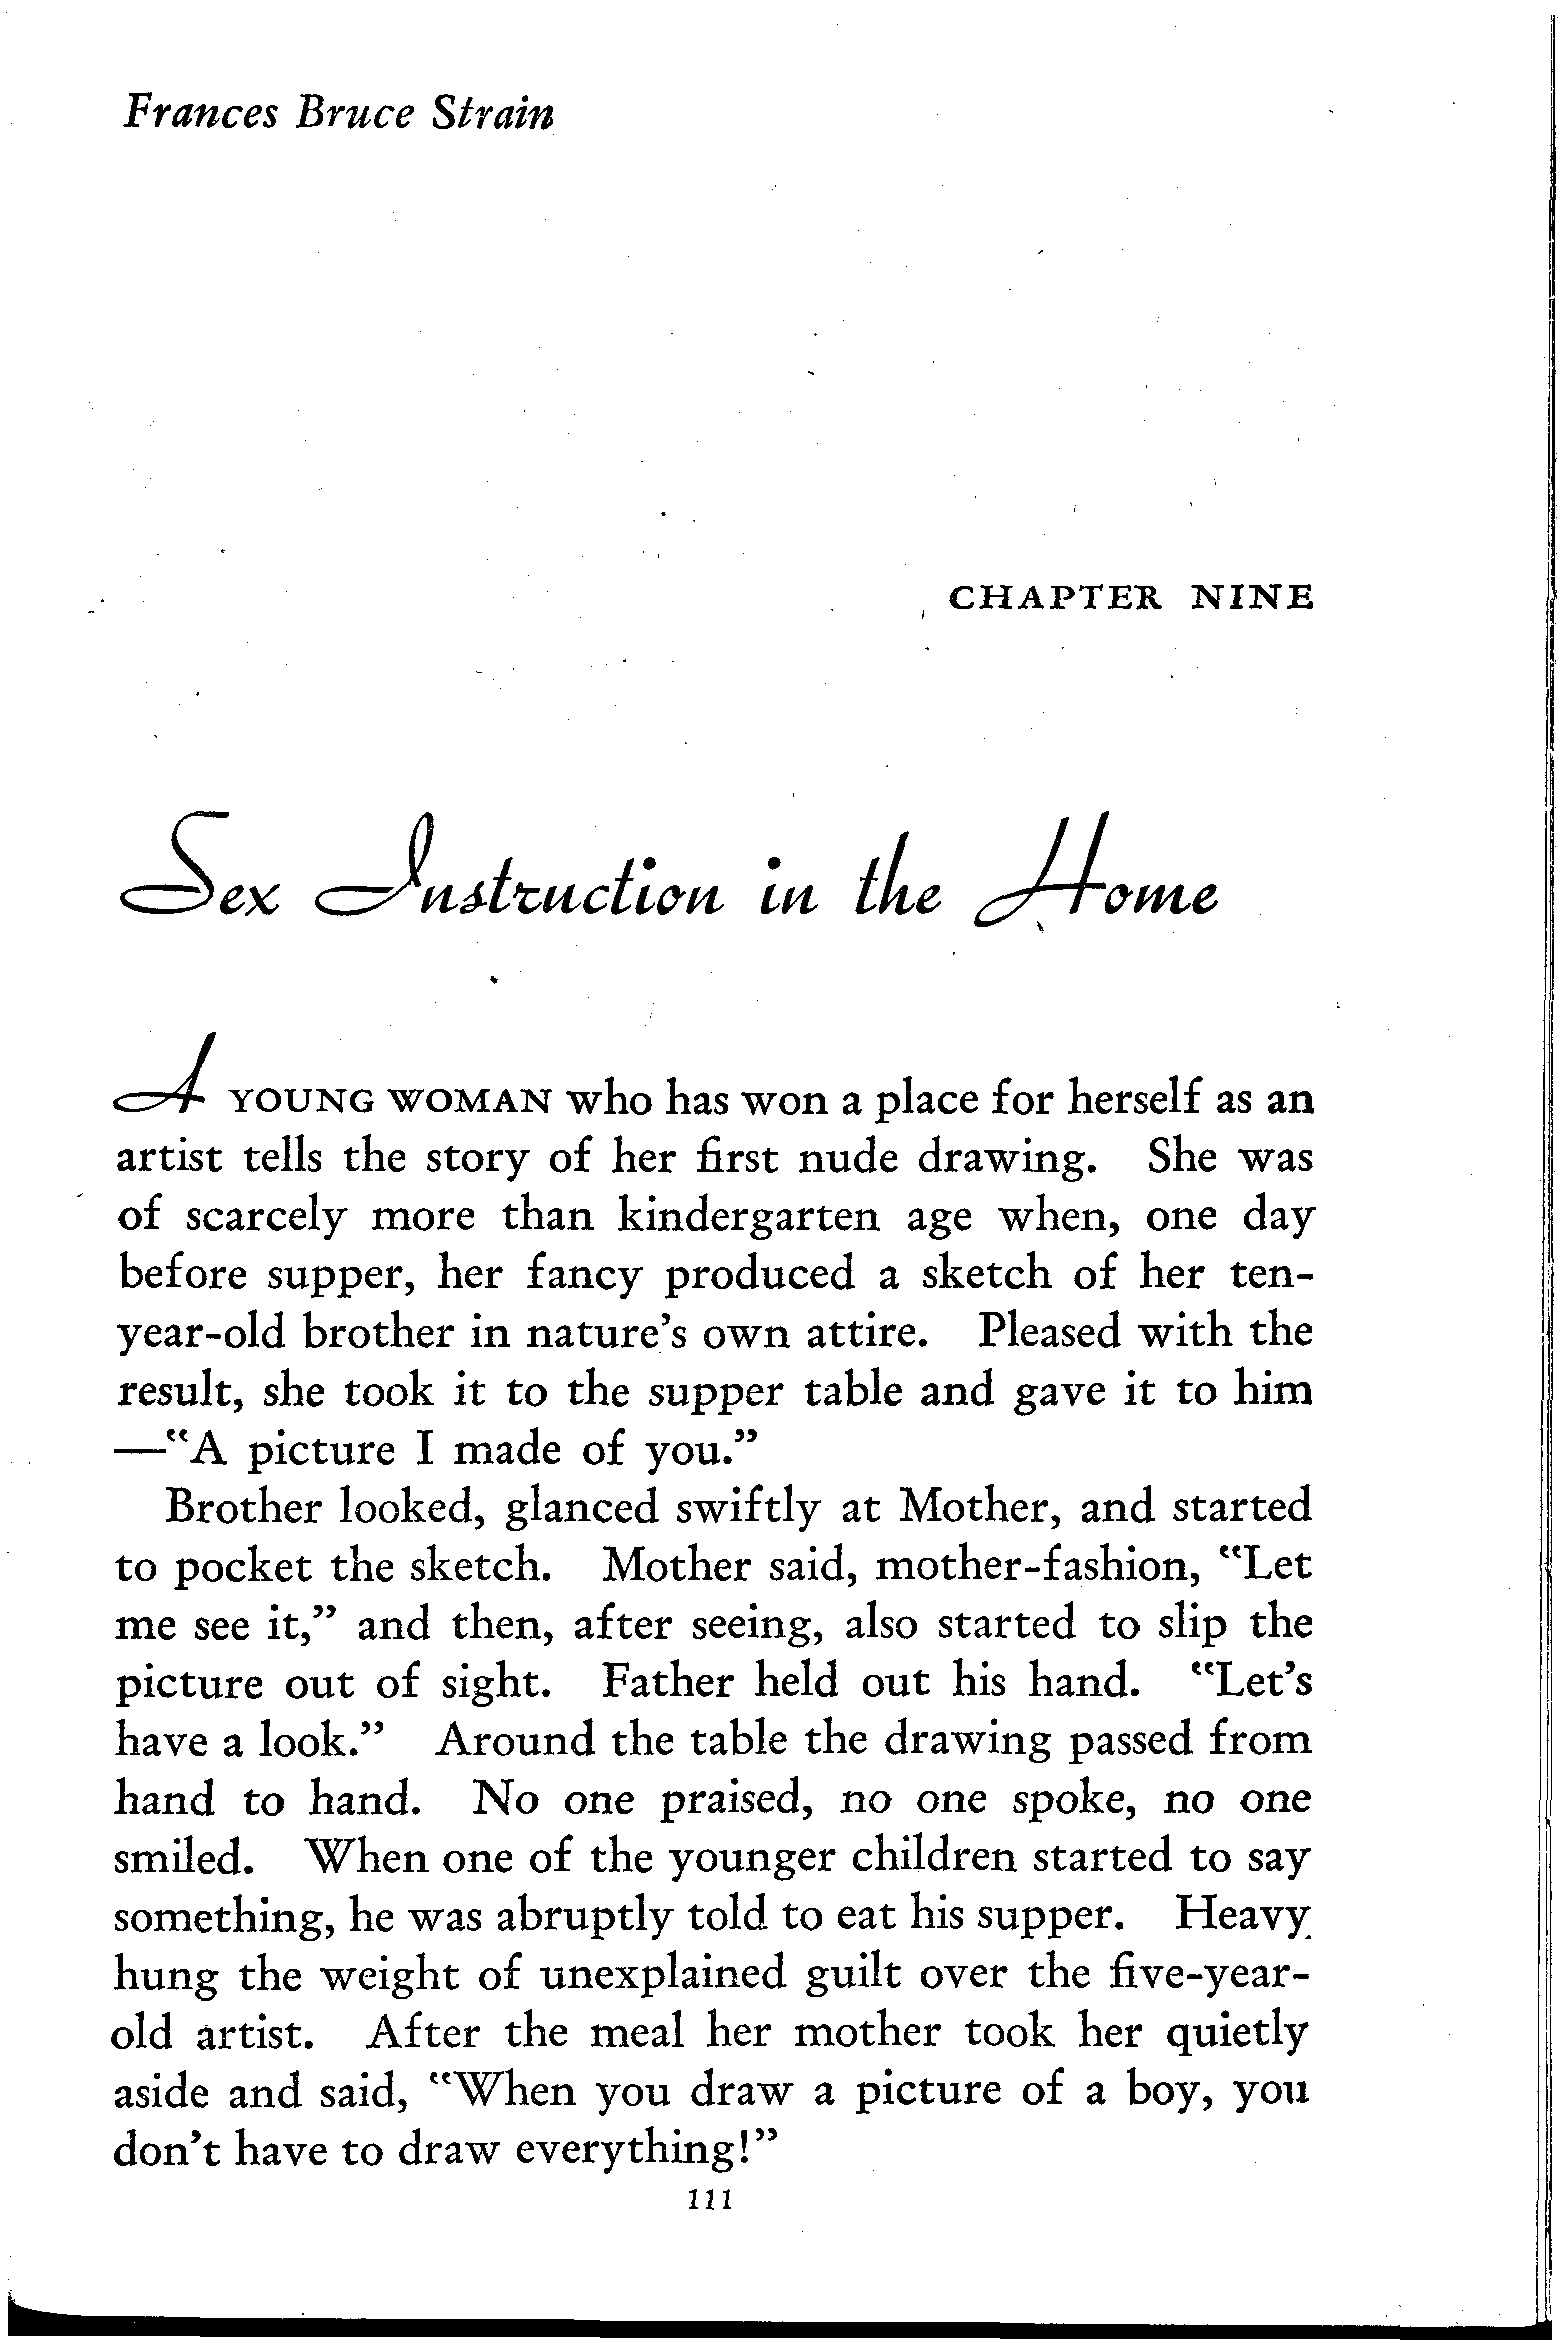 Frances Bruce Strain
CHAPTER NINE
Sex Instruction in the Home
A YOUNG WOMAN who has won a place for herself as an
artist tells the story of her first nude drawing. She was
of scarcely more than kindergarten age when, one day
before supper, her fancy produced a sketch of her ten-
year-old brother in nature's own attire. Pleased with the
result, she took it to the supper table and gave it to him
—"A picture I made of you."
Brother looked, glanced swiftly at Mother, and started
to pocket the sketch. Mother said, mother-fashion, "Let
me see it," and then, after seeing, also started to slip the
picture out of sight. Father held out his hand. "Let's
have a look." Around the table the drawing passed from
hand to hand. No one praised, no one spoke, no one
smiled. When one of the younger children started to say
something, he was abruptly told to eat his supper. Heavy
hung the weight of unexplained guilt over the five-year-
old artist. After the meal her mother took her quietly
aside and said, "When you draw a picture of a boy, you
don't have to draw everything!"
111